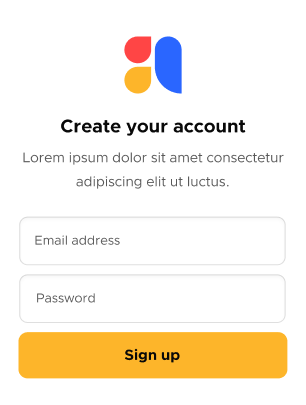 Create your account
Lorem ipsum dolor sit amet consectetur
adipiscing elit ut luctus.
Email address
Password
Sign up